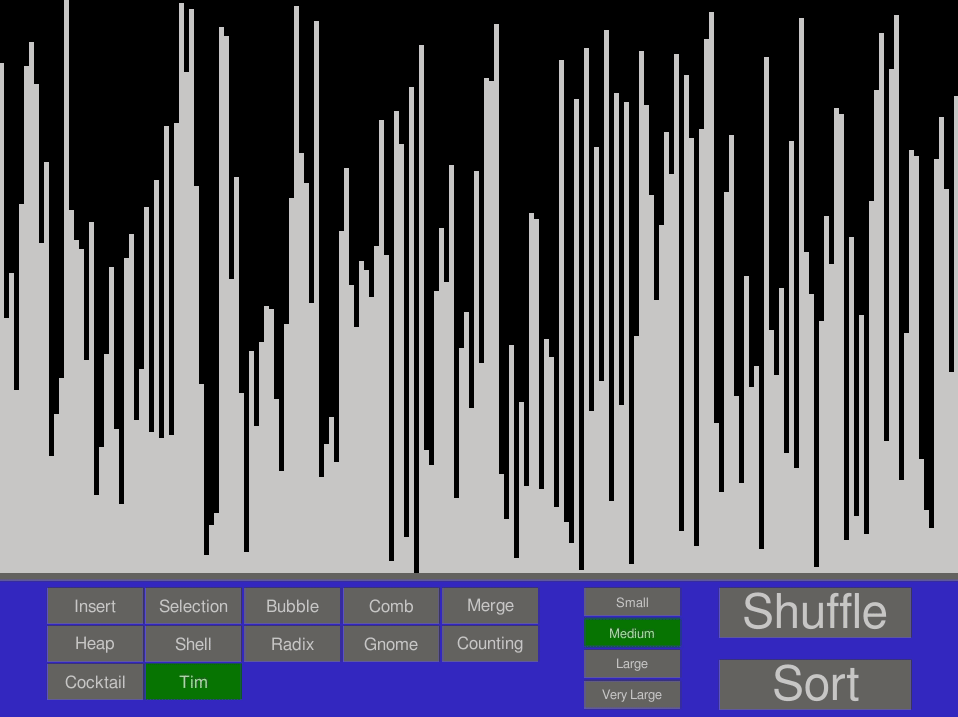 Insert Selection Bubble Comb Merge
Heap Shell Radix Gnome Counting
Cocktail Tim
Small
Medium
Large
Very Large
Shuffle
Sort